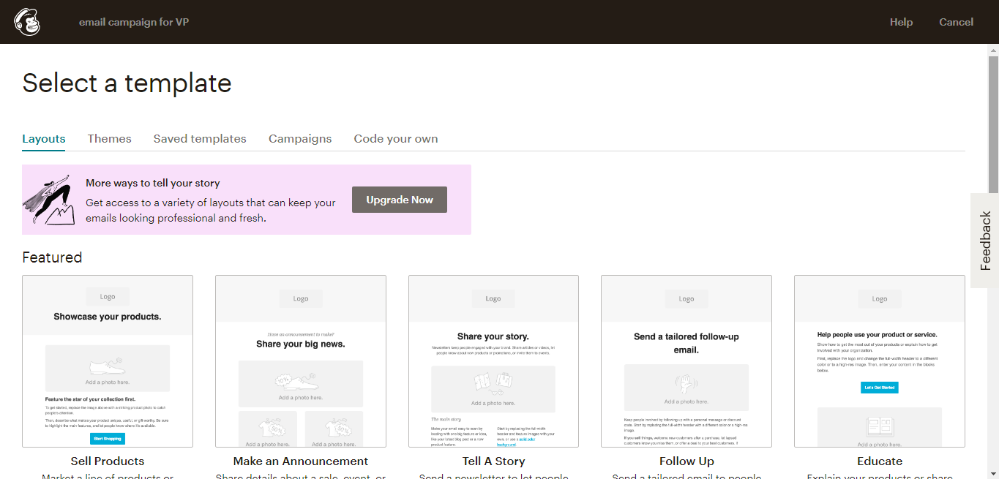 email campaign for VP
Help
Cancel
Select a template
Layouts
Themes
Saved templates
Campaigns
Code your own
More ways to tell your story
Get access to a variety of layouts that can keep your
emails looking professional and fresh.
Upgrade Now
Feedback
Featured
Logo
Showcase your products.
Add a photo here.
Feature the star of your collection first.
To get started, replace the image above with a striking product photo to catch
people's attention.
Then, describe what makes your product unique, useful, or gift-worthy. Be sure
to highlight the main features, and let people know where it's available.
Start Shopping
Sell Products
Market a line of products or
Logo
Have an announcement to make?
Share your big news.
10%
Add a photo here.
50%
Add a photo here.
50%
Add a photo here.
Make an Announcement
Share details about a sale, event, or
Logo
Share your story.
Newsletters keep people engaged with your brand. Share articles or videos, let
people know about new products or promotions, or invite them to events.
Add a photo here.
The main story
Make your email easy to scan by
leading with one big feature or idea,
like your latest blog post or a new
product feature.
Start by replacing the full-width
header and feature images with your
own, or use a solid color
background
Tell A Story
Send a newsletter to let people
Logo
Send a tailored follow-up
email.
Add a photo here.
Keep people involved by following up with a personal message or discount
code. Start by replacing the full-width header with a different color or a high-res
image.
If you sell things, welcome new customers after a purchase, let lapsed
customers know you miss them, or offer a deal to your best customers. If
Follow Up
Send a tailored email to people
Logo
Help people use your product or service.
Show how to get the most out of your products or explain how to get
involved with your organization.
First, replace the logo and change the full-width header to a different
color or to a high-res image. Then, enter your content in the blocks
below.
Let's Get Started
Add a photo here.
Educate
Explain your products or share